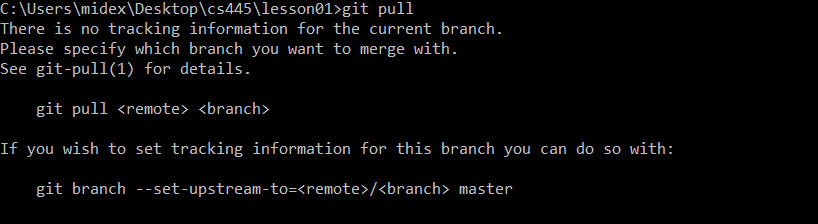 C:\Users\midex\Desktop\cs445\lesson01>git pull
There is no tracking information for the current branch.
Please specify which branch you want to merge with.
See git-pull(1) for details.
git pull <remote> <branch>
If you wish to set tracking information for this branch you can do so with:
git branch --set-upstream-to=<remote>/<branch> master